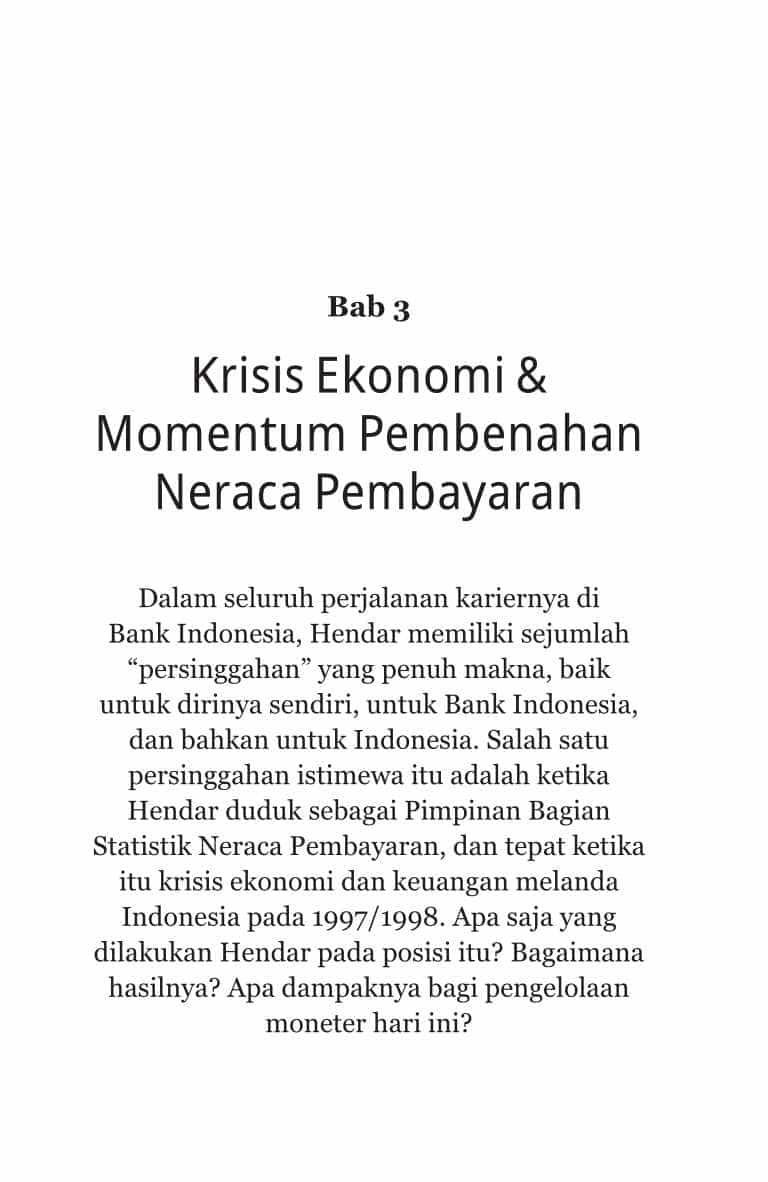 Bab 3
Krisis Ekonomi &
Momentum Pembenahan
Neraca Pembayaran
Dalam seluruh perjalanan kariernya di
Bank Indonesia, Hendar memiliki sejumlah
“persinggahan” yang penuh makna, baik
untuk dirinya sendiri, untuk Bank Indonesia,
dan bahkan untuk Indonesia. Salah satu
persinggahan istimewa itu adalah ketika
Hendar duduk sebagai Pimpinan Bagian
Statistik Neraca Pembayaran, dan tepat ketika
itu krisis ekonomi dan keuangan melanda
Indonesia pada 1997/1998. Apa saja yang
dilakukan Hendar pada posisi itu? Bagaimana
hasilnya? Apa dampaknya bagi pengelolaan
moneter hari ini?